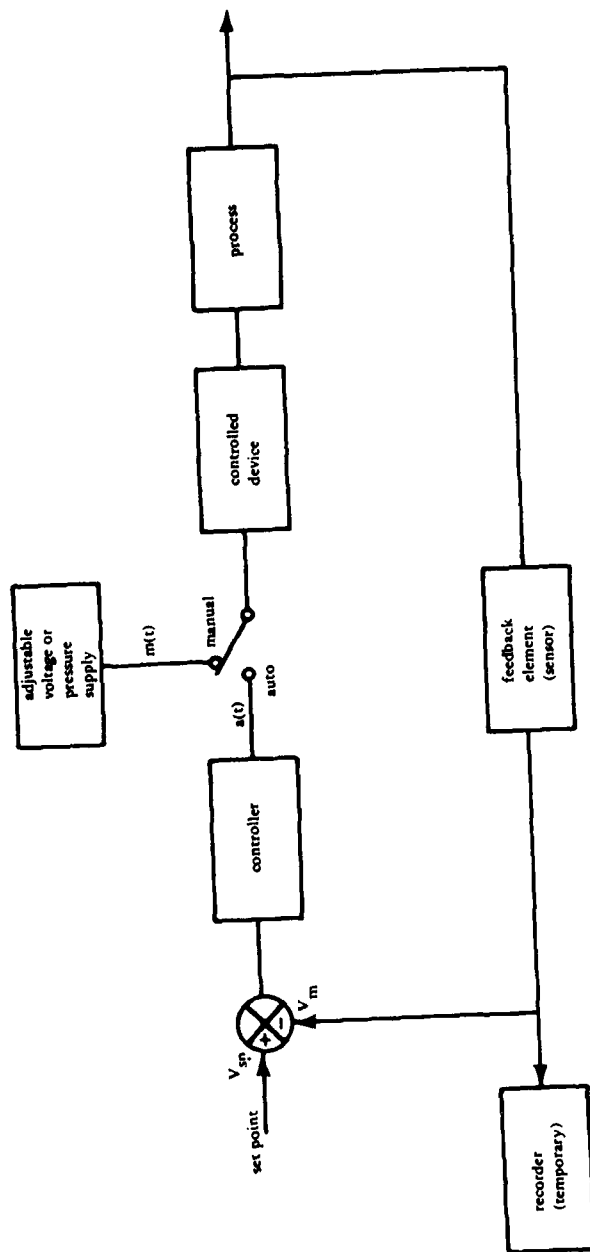 adjustable
voltage or
pressure
supply
m(t)
manual
auto
a(t)
set point
V_sp
V_m
controller
controlled
device
process
feedback
element
(sensor)
recorder
(temporary)